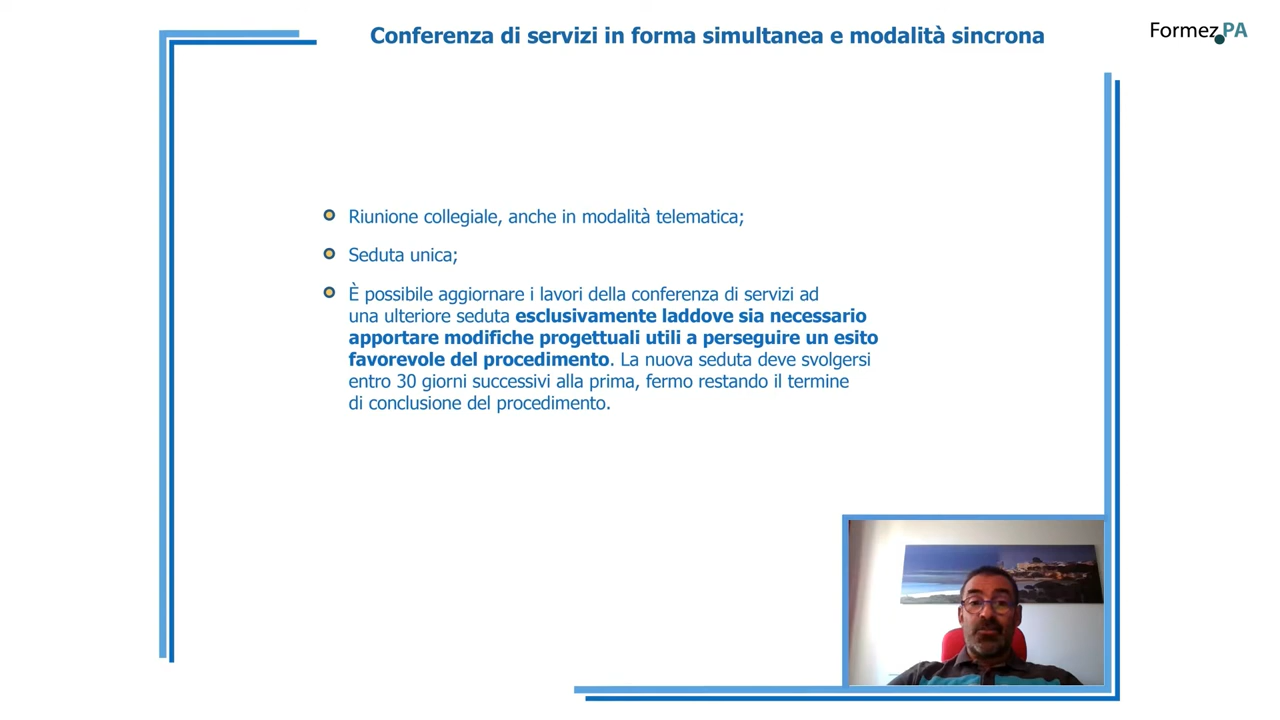 Conferenza di servizi in forma simultanea e modalità sincrona
Formez PA
Riunione collegiale, anche in modalità telematica;
Seduta unica;
È possibile aggiornare i lavori della conferenza di servizi ad
una ulteriore seduta esclusivamente laddove sia necessario
apportare modifiche progettuali utili a perseguire un esito
favorevole del procedimento. La nuova seduta deve svolgersi
entro 30 giorni successivi alla prima, fermo restando il termine
di conclusione del procedimento.